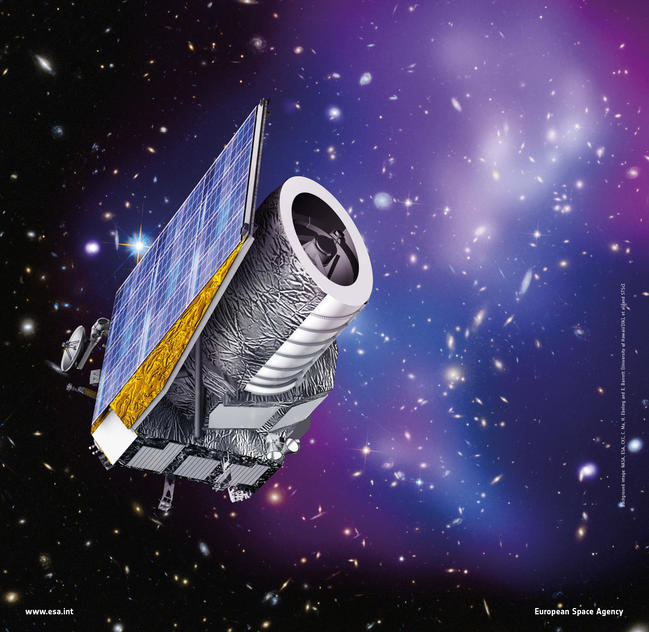 Background image: NASA, ESA, CXC, C. Ma, H. Ebeling and E. Barrett (University of Hawaii/IfA), et al. and STScI
www.esa.int
European Space Agency